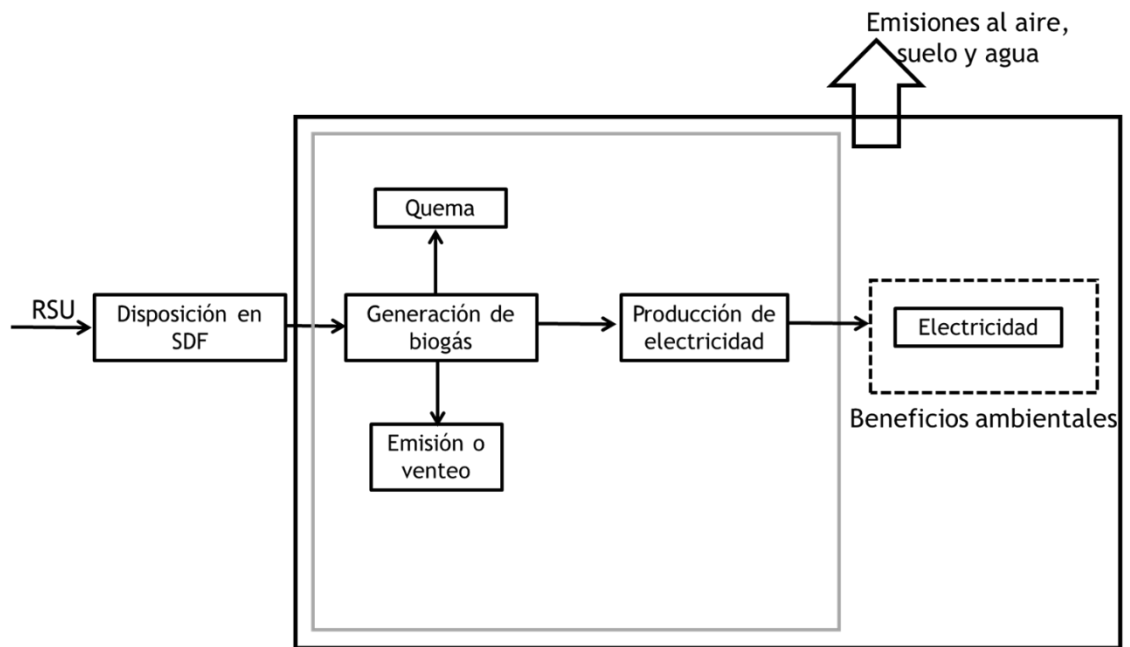 Emisiones al aire,
suelo y agua
Quema
RSU
Disposición en
SDF
Generación de
biogás
Producción de
electricidad
Electricidad
Beneficios ambientales
Emisión o
venteo